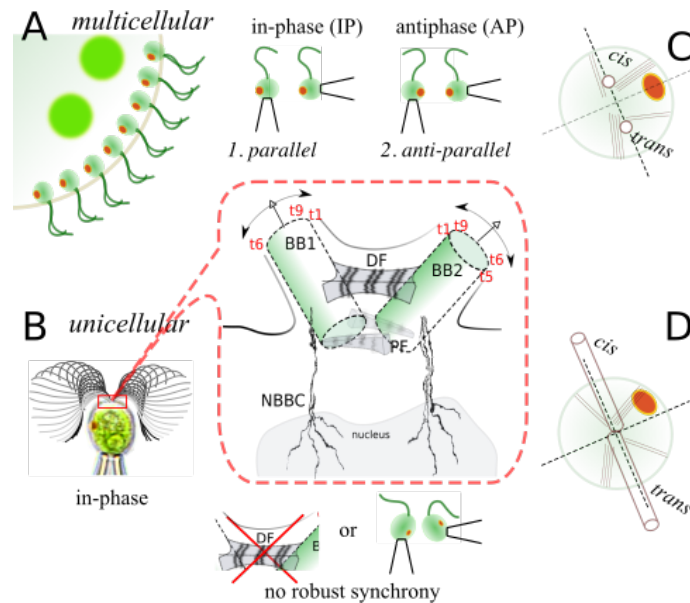 A
multicellular
in-phase (IP)
antiphase (AP)
1. parallel
2. anti-parallel
C
cis
trans
t9
t1
t6
BB1
DF
t1
t9
BB2
t6
t5
PF
NBBC
nucleus
B
unicellular
in-phase
D
cis
trans
DF
B
or
no robust synchrony